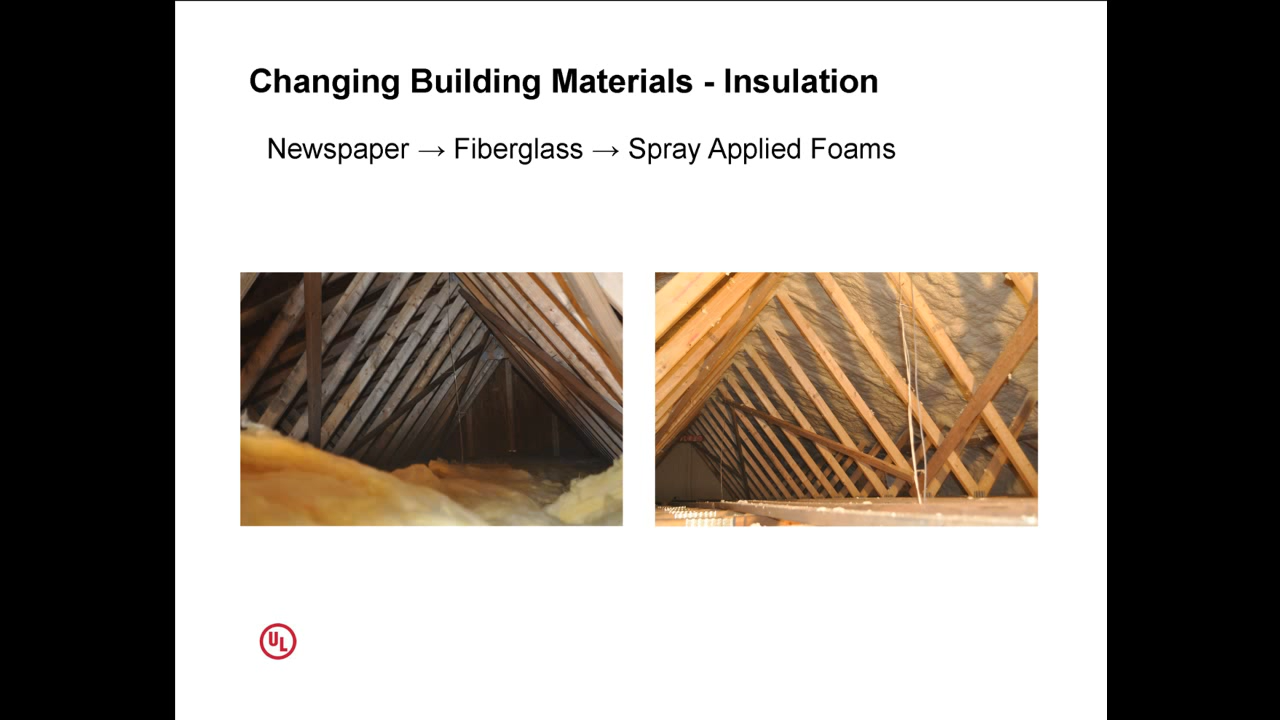 Changing Building Materials - Insulation
Newspaper → Fiberglass → Spray Applied Foams
UL